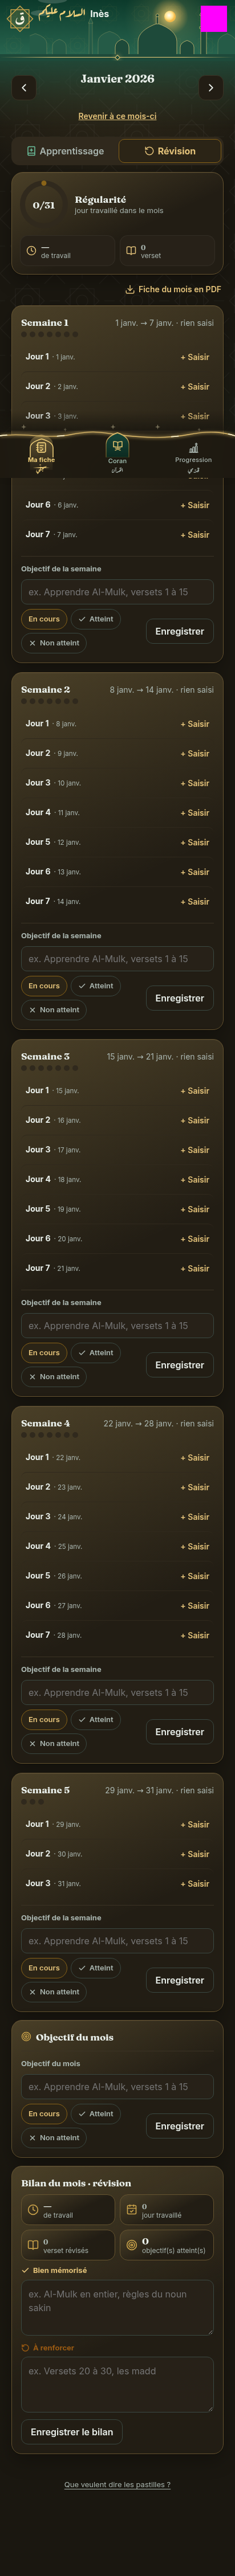 ق السلام عليكم Inès
Janvier 2026
Revenir à ce mois-ci
Apprentissage
Révision
0/31
Régularité
jour travaillé dans le mois
—
de travail
0
verset
Fiche du mois en PDF
Semaine 1
1 janv. → 7 janv. · rien saisi
Jour 1 · 1 janv.
+ Saisir
Jour 2 · 2 janv.
+ Saisir
Jour 3 · 3 janv.
+ Saisir
Ma fiche
Coran
Progression
Jour 6 · 6 janv.
+ Saisir
Jour 7 · 7 janv.
+ Saisir
Objectif de la semaine
ex. Apprendre Al-Mulk, versets 1 à 15
En cours
Atteint
Non atteint
Enregistrer
Semaine 2
8 janv. → 14 janv. · rien saisi
Jour 1 · 8 janv.
+ Saisir
Jour 2 · 9 janv.
+ Saisir
Jour 3 · 10 janv.
+ Saisir
Jour 4 · 11 janv.
+ Saisir
Jour 5 · 12 janv.
+ Saisir
Jour 6 · 13 janv.
+ Saisir
Jour 7 · 14 janv.
+ Saisir
Objectif de la semaine
ex. Apprendre Al-Mulk, versets 1 à 15
En cours
Atteint
Non atteint
Enregistrer
Semaine 3
15 janv. → 21 janv. · rien saisi
Jour 1 · 15 janv.
+ Saisir
Jour 2 · 16 janv.
+ Saisir
Jour 3 · 17 janv.
+ Saisir
Jour 4 · 18 janv.
+ Saisir
Jour 5 · 19 janv.
+ Saisir
Jour 6 · 20 janv.
+ Saisir
Jour 7 · 21 janv.
+ Saisir
Objectif de la semaine
ex. Apprendre Al-Mulk, versets 1 à 15
En cours
Atteint
Non atteint
Enregistrer
Semaine 4
22 janv. → 28 janv. · rien saisi
Jour 1 · 22 janv.
+ Saisir
Jour 2 · 23 janv.
+ Saisir
Jour 3 · 24 janv.
+ Saisir
Jour 4 · 25 janv.
+ Saisir
Jour 5 · 26 janv.
+ Saisir
Jour 6 · 27 janv.
+ Saisir
Jour 7 · 28 janv.
+ Saisir
Objectif de la semaine
ex. Apprendre Al-Mulk, versets 1 à 15
En cours
Atteint
Non atteint
Enregistrer
Semaine 5
29 janv. → 31 janv. · rien saisi
Jour 1 · 29 janv.
+ Saisir
Jour 2 · 30 janv.
+ Saisir
Jour 3 · 31 janv.
+ Saisir
Objectif de la semaine
ex. Apprendre Al-Mulk, versets 1 à 15
En cours
Atteint
Non atteint
Enregistrer
Objectif du mois
Objectif du mois
ex. Apprendre Al-Mulk, versets 1 à 15
En cours
Atteint
Non atteint
Enregistrer
Bilan du mois · révision
—
de travail
0
jour travaillé
0
verset révisés
0
objectif(s) atteint(s)
Bien mémorisé
ex. Al-Mulk en entier, règles du noun
sakin
À renforcer
ex. Versets 20 à 30, les madd
Enregistrer le bilan
Que veulent dire les pastilles ?